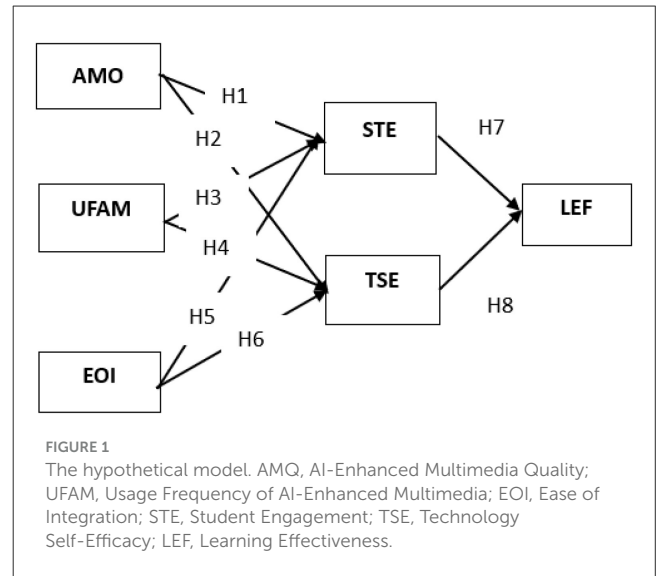 AMO
H1
STE
H7
H2
H3
UFAM
LEF
H4
TSE
H5
H8
H6
EOI
FIGURE 1
The hypothetical model. AMQ, AI-Enhanced Multimedia Quality;
UFAM, Usage Frequency of AI-Enhanced Multimedia; EOI, Ease of
Integration; STE, Student Engagement; TSE, Technology
Self-Efficacy; LEF, Learning Effectiveness.